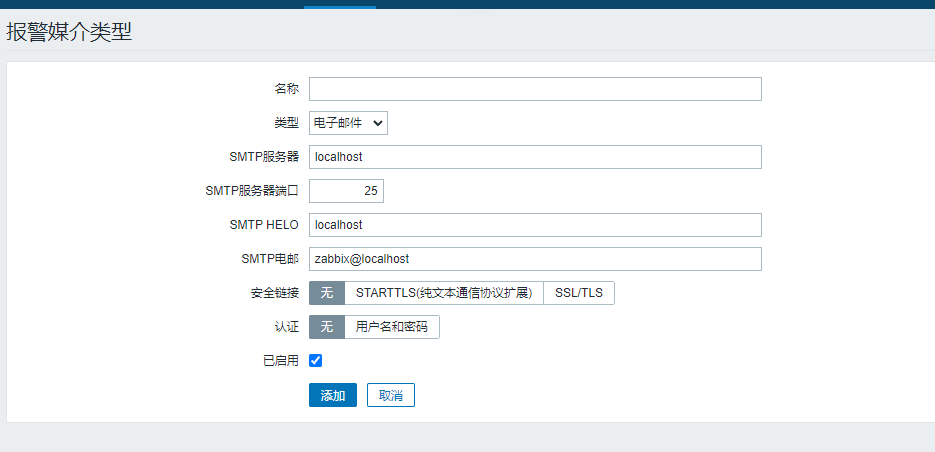 报警媒介类型
名称
类型 电子邮件
SMTP服务器 localhost
SMTP服务器端口 25
SMTP HELO localhost
SMTP电邮 zabbix@localhost
安全链接 无 STARTTLS(纯文本通信协议扩展) SSL/TLS
认证 无 用户名和密码
已启用
添加 取消